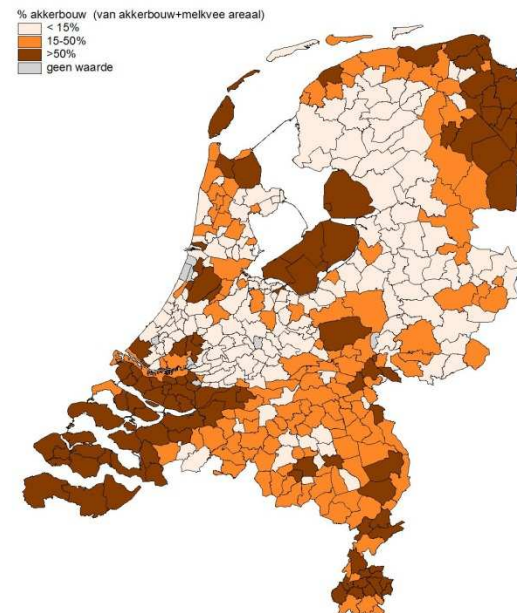 % akkerbouw (van akkerbouw+melkvee areaal)
< 15%
15-50%
>50%
geen waarde